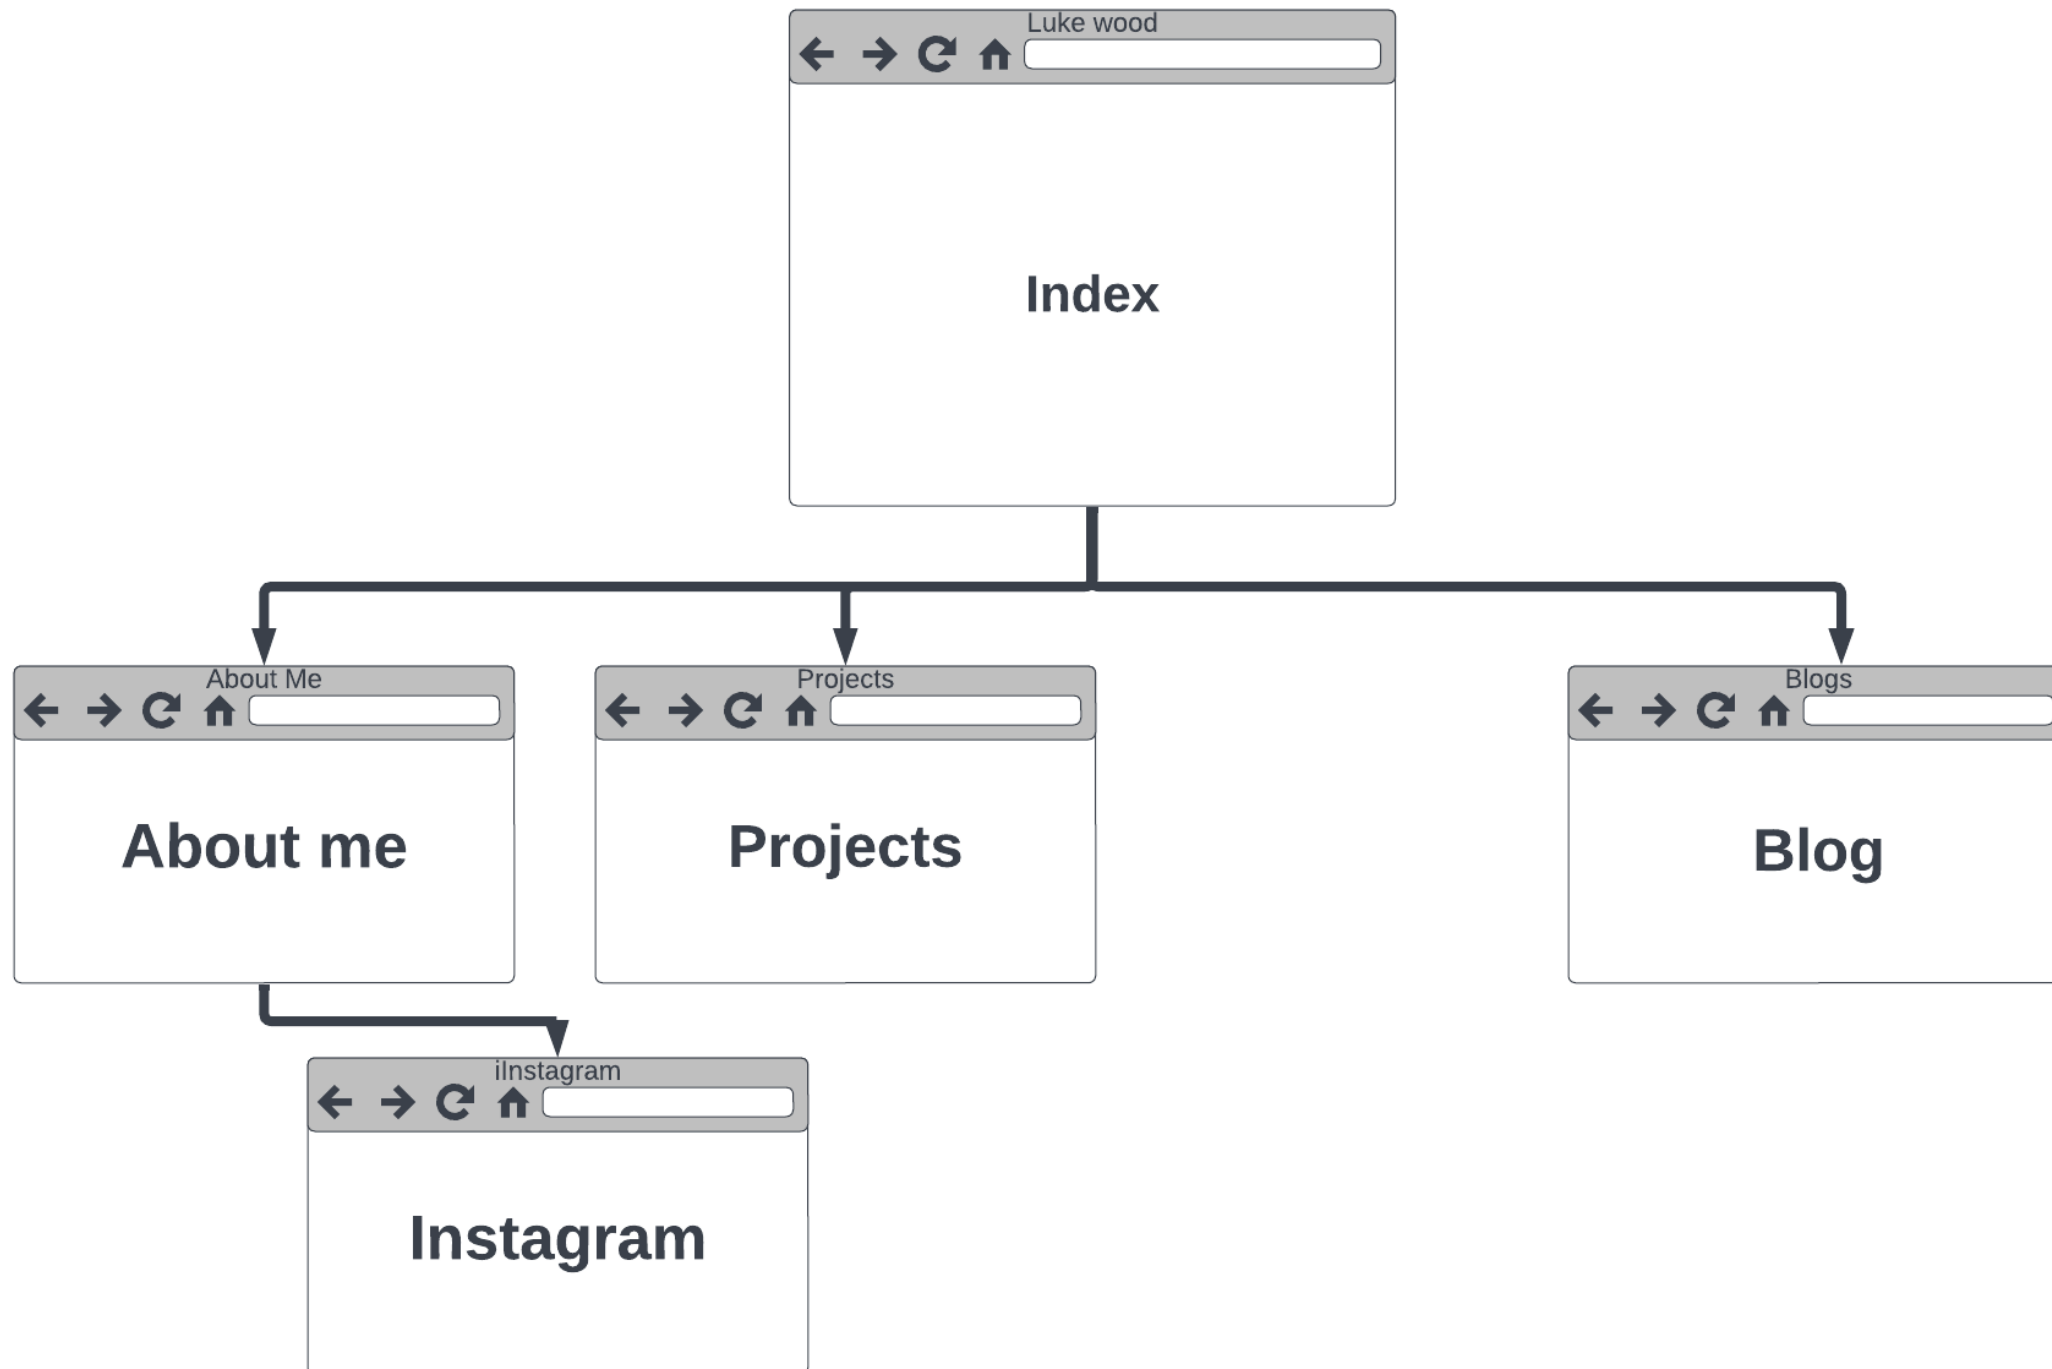 Luke wood
Index
About Me
About me
Projects
Projects
Blogs
Blog
iInstagram
Instagram